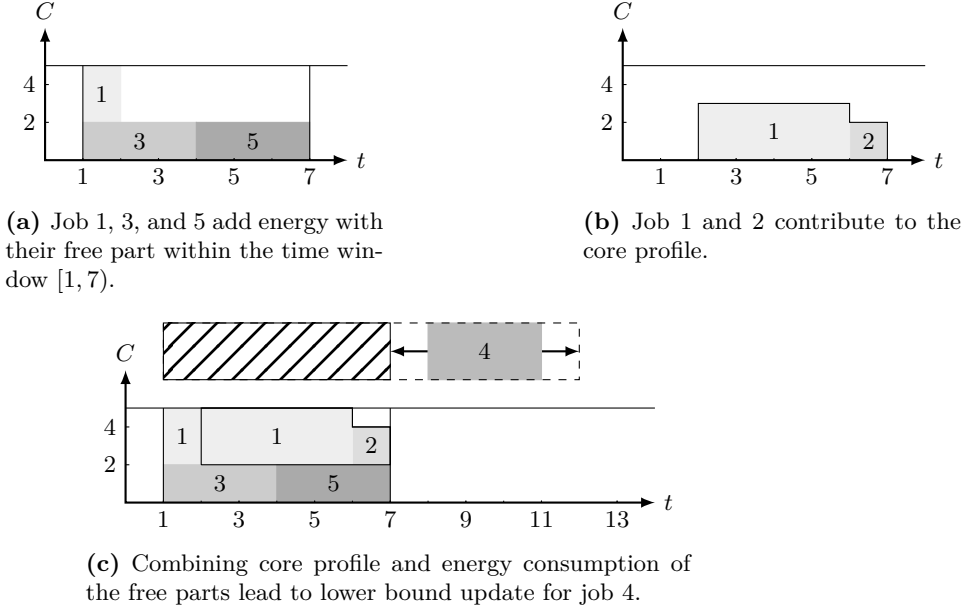 C
4
2
1
3
5
1
3
5
7
t
(a) Job 1, 3, and 5 add energy with
their free part within the time win-
dow [1, 7).
C
4
2
1
2
1
3
5
7
t
(b) Job 1 and 2 contribute to the
core profile.
4
C
4
2
1
1
2
3
5
1
3
5
7
9
11
13
t
(c) Combining core profile and energy consumption of
the free parts lead to lower bound update for job 4.